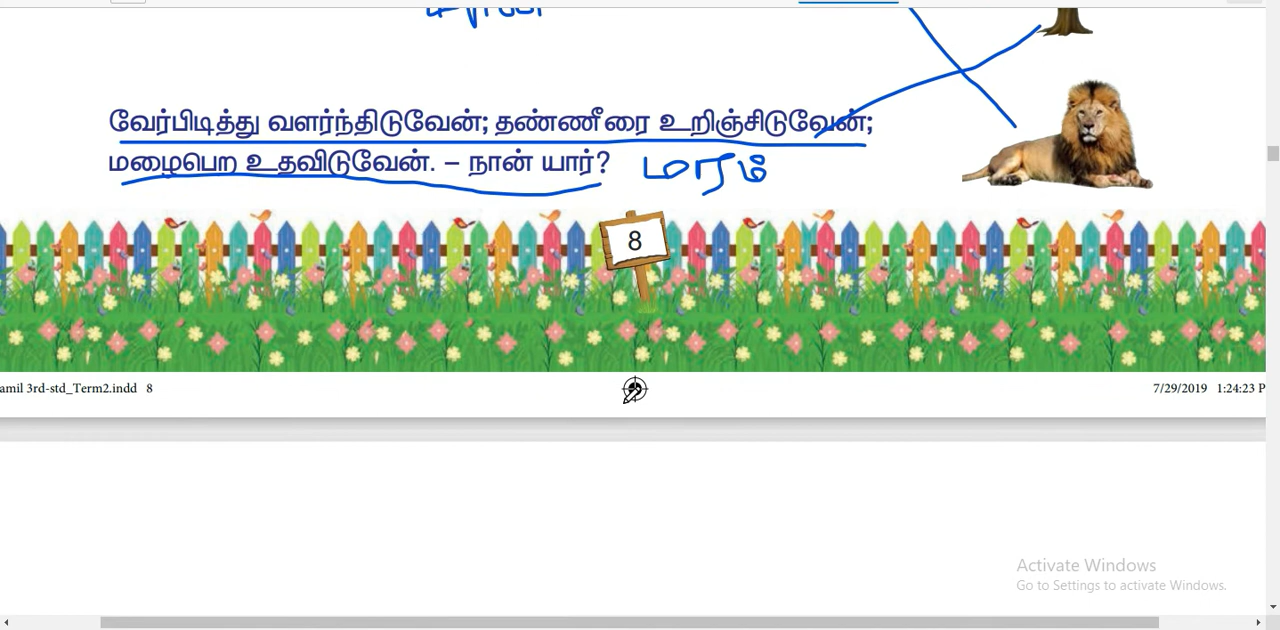 வேர்பிடித்து வளர்ந்திடுவேன்; தண்ணீரை உறிஞ்சிடுவேன்;
மழைபெற உதவிடுவேன். – நான் யார்? மரம்
8
amil 3rd-std_Term2.indd 8
7/29/2019 1:24:23 P
Activate Windows
Go to Settings to activate Windows.